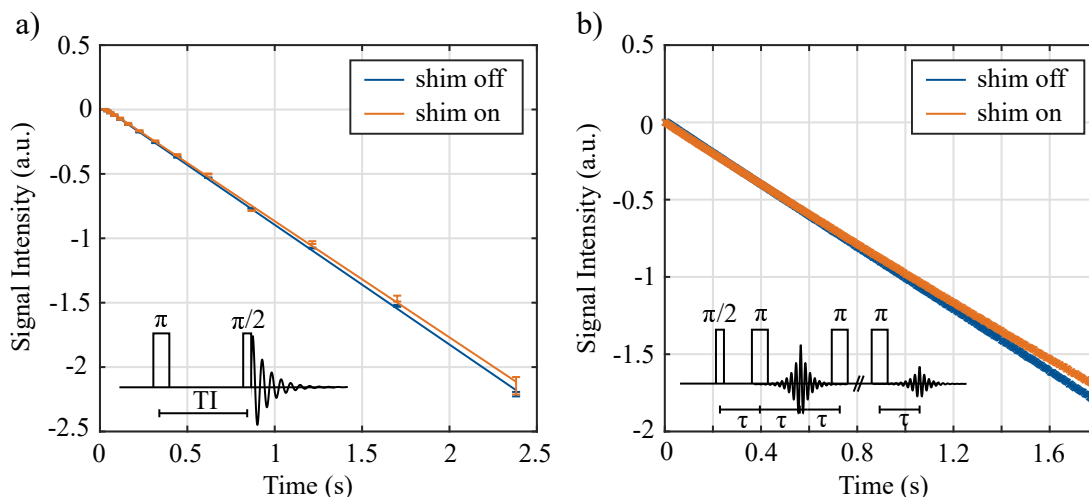 a)
0.5
0
-0.5
-1
-1.5
-2
-2.5
Signal Intensity (a.u.)
shim off
shim on
π
π/2
TI
0
0.5
1
1.5
2
2.5
Time (s)
b)
0.5
0
-0.5
-1
-1.5
-2
Signal Intensity (a.u.)
shim off
shim on
π/2
π
π
π
//
τ
τ
τ
τ
0
0.4
0.8
1.2
1.6
Time (s)